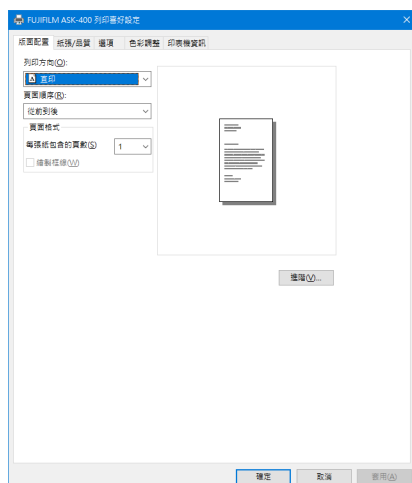 FUJIFILM ASK-400 列印喜好設定
版面配置 紙張/品質 選項 色彩調整 印表機資訊
列印方向(O):
A 直印
頁面順序(R):
從前到後
頁面格式
每張紙包含的頁數(S) 1
繪製框線(W)
進階(V)...
確定 取消 套用(A)